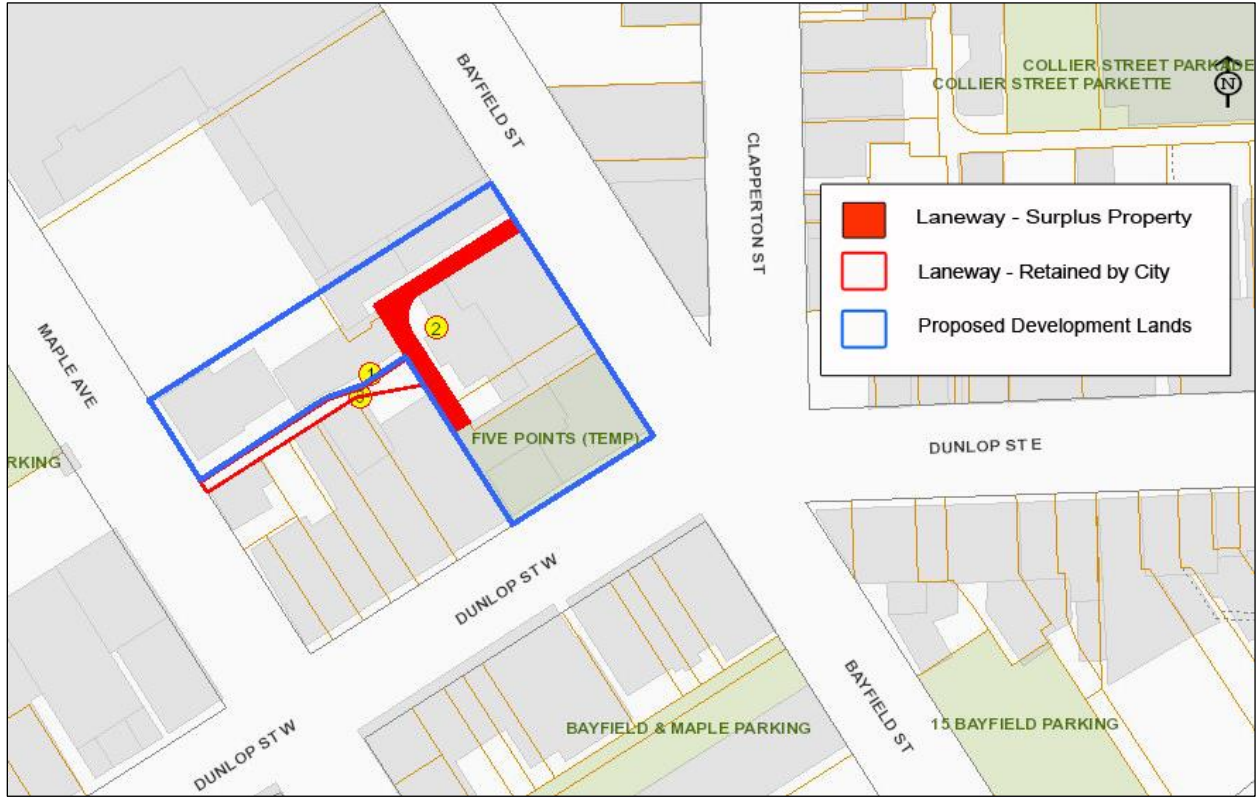 COLLIER STREET PARKADE
COLLIER STREET PARKETTE
N
BAYFIELD ST
CLAPPERTON ST
Laneway - Surplus Property
Laneway - Retained by City
Proposed Development Lands
MAPLE AVE
2
1
3
RKING
FIVE POINTS (TEMP)
DUNLOP ST E
DUNLOP ST W
BAYFIELD & MAPLE PARKING
BAYFIELD ST
15 BAYFIELD PARKING
DUNLOP ST W